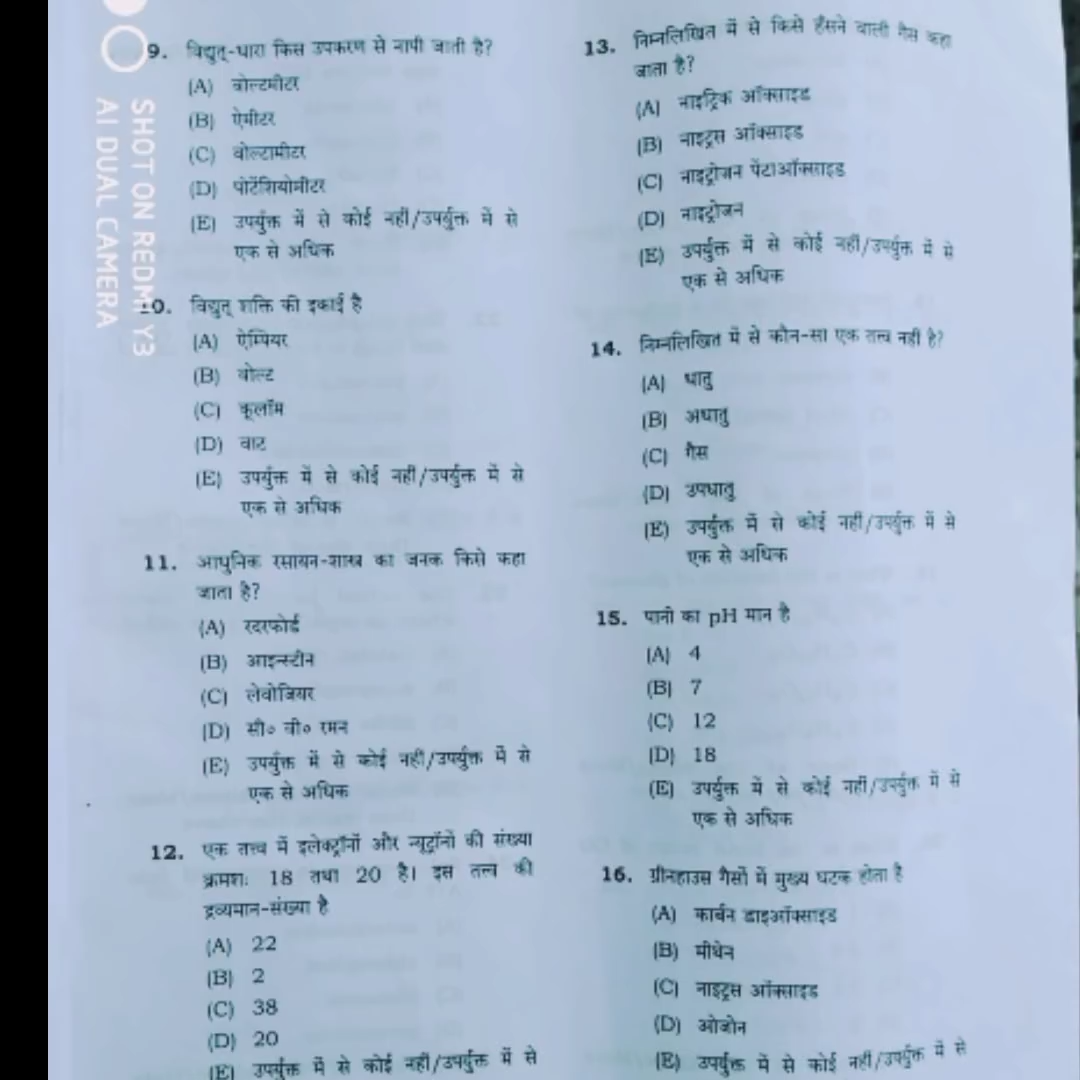 9. विद्युत्-धारा किस उपकरण से नापी जाती है?
(A) वोल्टमीटर
(B) ऐमीटर
(C) वोल्टामीटर
(D) पोटेंशियोमीटर
(E) उपर्युक्त में से कोई नहीं/उपर्युक्त में से
एक से अधिक
10. विद्युत् शक्ति की इकाई है
(A) ऐम्पियर
(B) वोल्ट
(C) कूलॉम
(D) वाट
(E) उपर्युक्त में से कोई नहीं/उपर्युक्त में से
एक से अधिक
11. आधुनिक रसायन-शास्त्र का जनक किसे कहा
जाता है?
(A) रदरफोर्ड
(B) आइन्स्टीन
(C) लेवोजियर
(D) सी० वी० रमन
(E) उपर्युक्त में से कोई नहीं/उपर्युक्त में से
एक से अधिक
12. एक तत्त्व में इलेक्ट्रॉनों और न्यूट्रॉनों की संख्या
क्रमशः 18 तथा 20 है। इस तत्त्व की
द्रव्यमान-संख्या है
(A) 22
(B) 2
(C) 38
(D) 20
(E) उपर्युक्त में से कोई नहीं/उपर्युक्त में से
13. निम्नलिखित में से किसे हँसने वाली गैस कहा
जाता है?
(A) नाइट्रिक ऑक्साइड
(B) नाइट्रस ऑक्साइड
(C) नाइट्रोजन पेंटाऑक्साइड
(D) नाइट्रोजन
(E) उपर्युक्त में से कोई नहीं/उपर्युक्त में से
एक से अधिक
14. निम्नलिखित में से कौन-सा एक तत्त्व नहीं है?
(A) धातु
(B) अधातु
(C) गैस
(D) उपधातु
(E) उपर्युक्त में से कोई नहीं/उपर्युक्त में से
एक से अधिक
15. पानी का pH मान है
(A) 4
(B) 7
(C) 12
(D) 18
(E) उपर्युक्त में से कोई नहीं/उपर्युक्त में से
एक से अधिक
16. ग्रीनहाउस गैसों में मुख्य घटक होता है
(A) कार्बन डाइऑक्साइड
(B) मीथेन
(C) नाइट्रस ऑक्साइड
(D) ओजोन
(E) उपर्युक्त में से कोई नहीं/उपर्युक्त में से
SHOT ON REDMI Y3
AI DUAL CAMERA